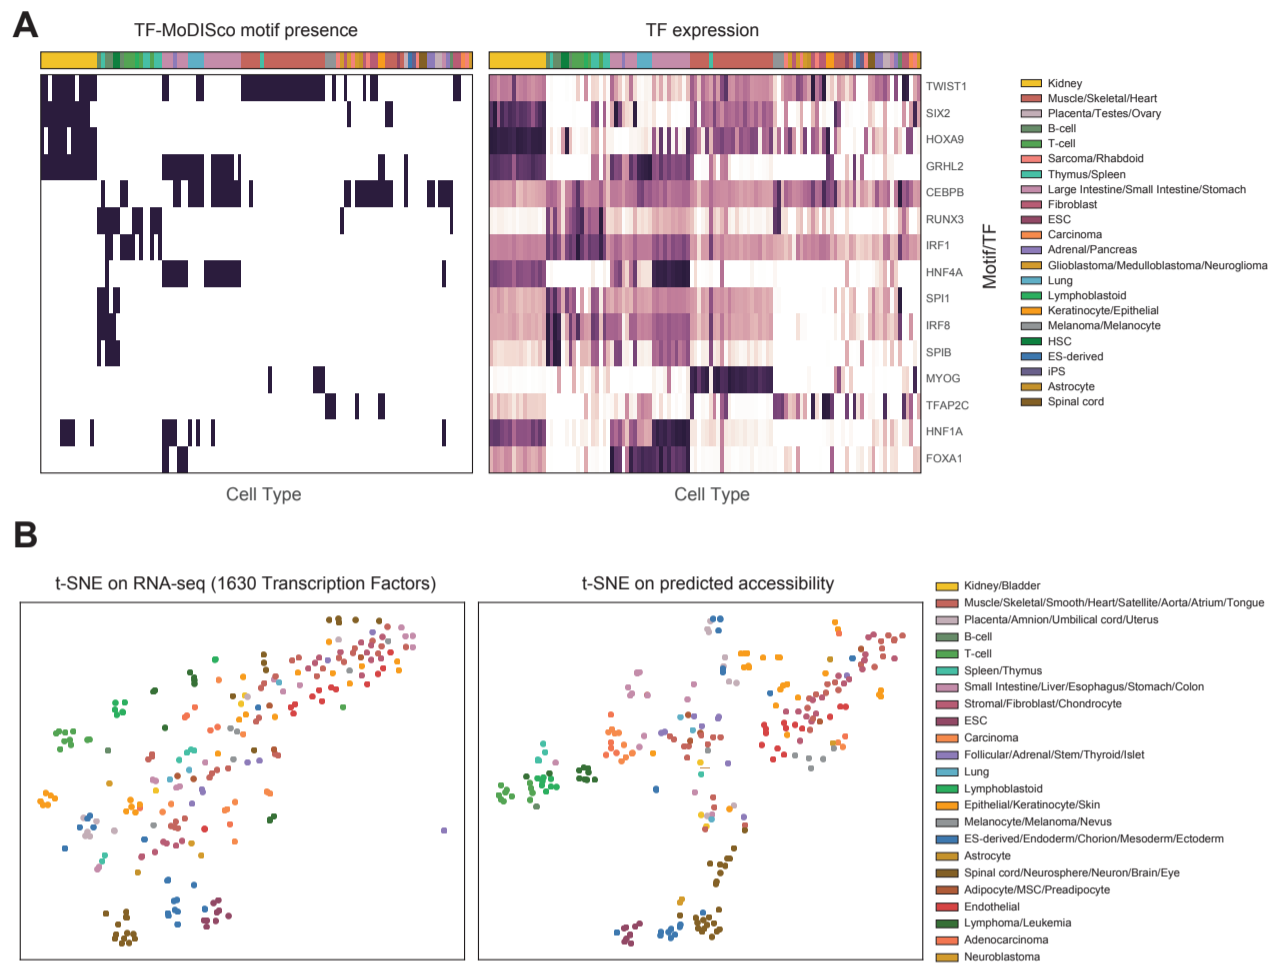 A
TF-MoDISco motif presence
TF expression
TWIST1
SIX2
HOXA9
GRHL2
CEBPB
RUNX3
IRF1
HNF4A
SPI1
IRF8
SPIB
MYOG
TFAP2C
HNF1A
FOXA1
Motif/TF
Cell Type
Cell Type
Kidney
Muscle/Skeletal/Heart
Placenta/Testes/Ovary
B-cell
T-cell
Sarcoma/Rhabdoid
Thymus/Spleen
Large Intestine/Small Intestine/Stomach
Fibroblast
ESC
Carcinoma
Adrenal/Pancreas
Glioblastoma/Medulloblastoma/Neuroglioma
Lung
Lymphoblastoid
Keratinocyte/Epithelial
Melanoma/Melanocyte
HSC
ES-derived
iPS
Astrocyte
Spinal cord
B
t-SNE on RNA-seq (1630 Transcription Factors)
t-SNE on predicted accessibility
Kidney/Bladder
Muscle/Skeletal/Smooth/Heart/Satellite/Aorta/Atrium/Tongue
Placenta/Amnion/Umbilical cord/Uterus
B-cell
T-cell
Spleen/Thymus
Small Intestine/Liver/Esophagus/Stomach/Colon
Stromal/Fibroblast/Chondrocyte
ESC
Carcinoma
Follicular/Adrenal/Stem/Thyroid/Islet
Lung
Lymphoblastoid
Epithelial/Keratinocyte/Skin
Melanocyte/Melanoma/Nevus
ES-derived/Endoderm/Chorion/Mesoderm/Ectoderm
Astrocyte
Spinal cord/Neurosphere/Neuron/Brain/Eye
Adipocyte/MSC/Preadipocyte
Endothelial
Lymphoma/Leukemia
Adenocarcinoma
Neuroblastoma